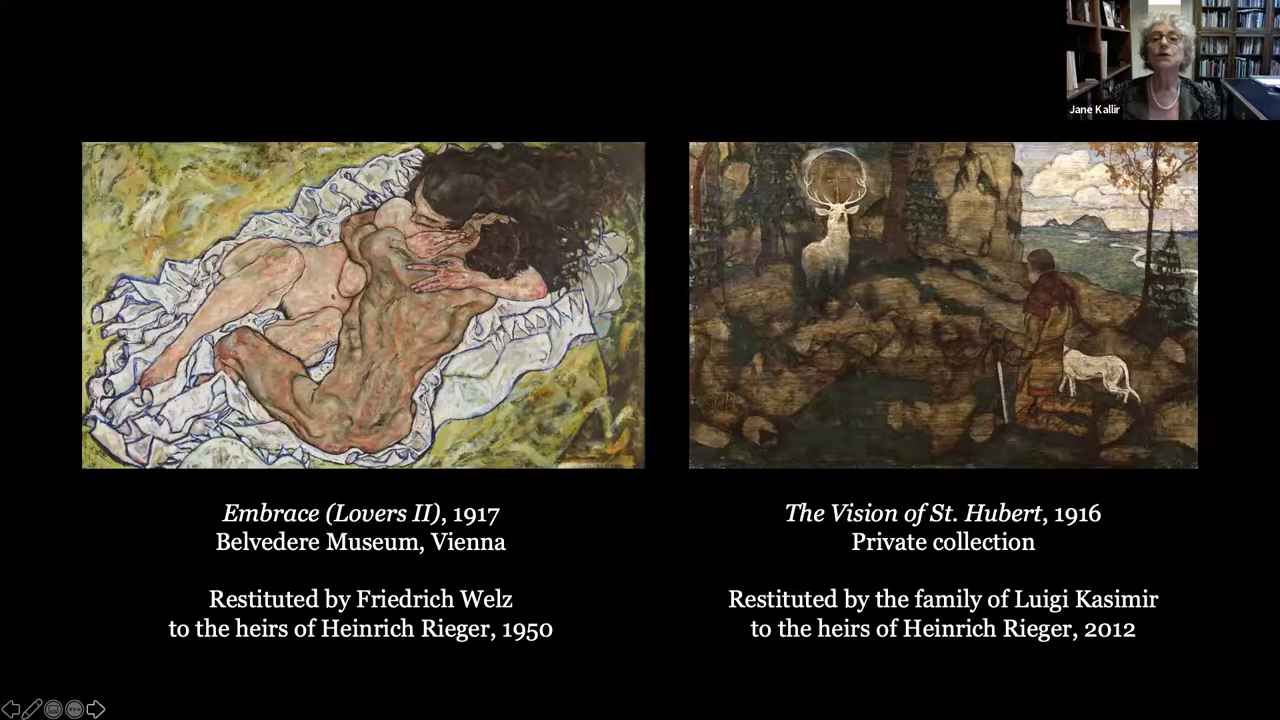 Jane Kallir
Embrace (Lovers II), 1917
Belvedere Museum, Vienna
Restituted by Friedrich Welz
to the heirs of Heinrich Rieger, 1950
The Vision of St. Hubert, 1916
Private collection
Restituted by the family of Luigi Kasimir
to the heirs of Heinrich Rieger, 2012